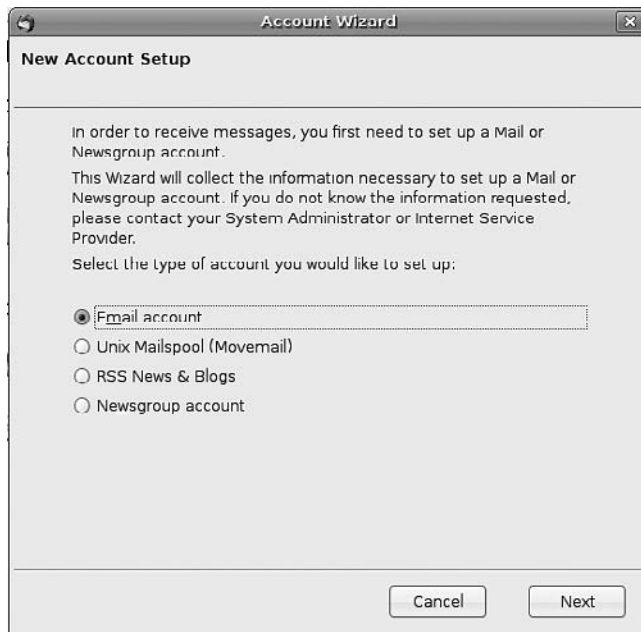 Account Wizard
New Account Setup
In order to receive messages, you first need to set up a Mail or
Newsgroup account.
This Wizard will collect the information necessary to set up a Mail or
Newsgroup account. If you do not know the information requested,
please contact your System Administrator or Internet Service
Provider.
Select the type of account you would like to set up:
Email account
Unix Mailspool (Movemail)
RSS News & Blogs
Newsgroup account
Cancel Next